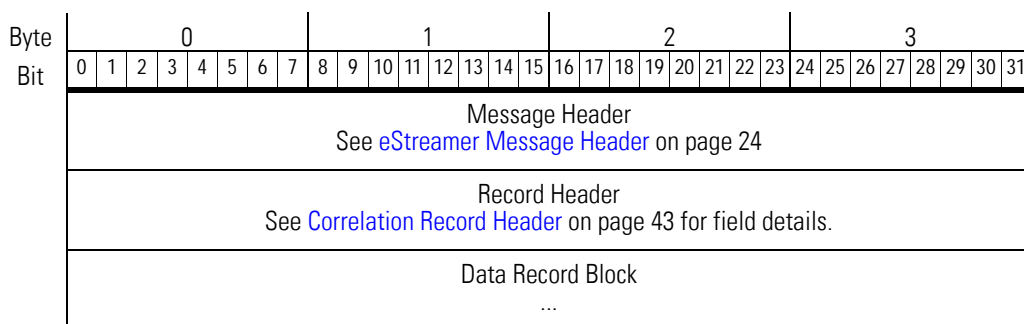 Byte 0 1 2 3
Bit 0 1 2 3 4 5 6 7 8 9 10 11 12 13 14 15 16 17 18 19 20 21 22 23 24 25 26 27 28 29 30 31
Message Header
See eStreamer Message Header on page 24
Record Header
See Correlation Record Header on page 43 for field details.
Data Record Block
...